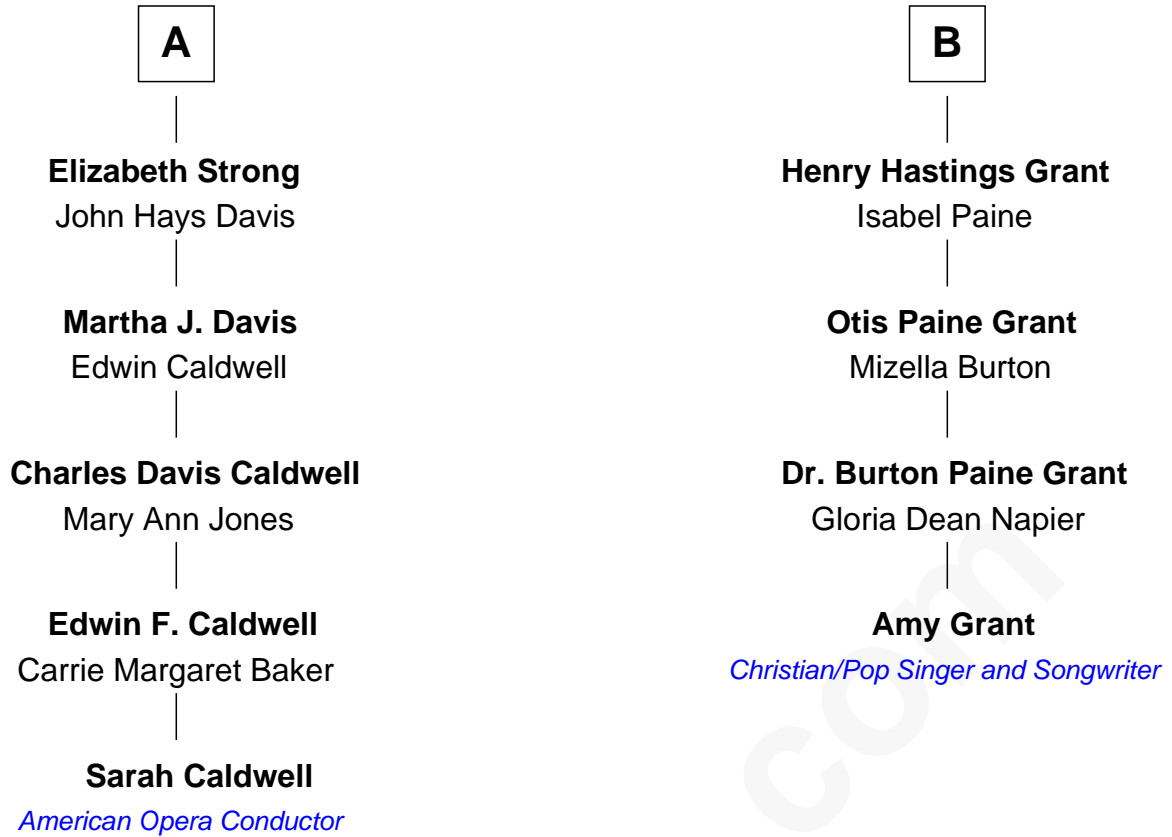 A
Elizabeth Strong
John Hays Davis
Martha J. Davis
Edwin Caldwell
Charles Davis Caldwell
Mary Ann Jones
Edwin F. Caldwell
Carrie Margaret Baker
Sarah Caldwell
American Opera Conductor
B
Henry Hastings Grant
Isabel Paine
Otis Paine Grant
Mizella Burton
Dr. Burton Paine Grant
Gloria Dean Napier
Amy Grant
Christian/Pop Singer and Songwriter
com